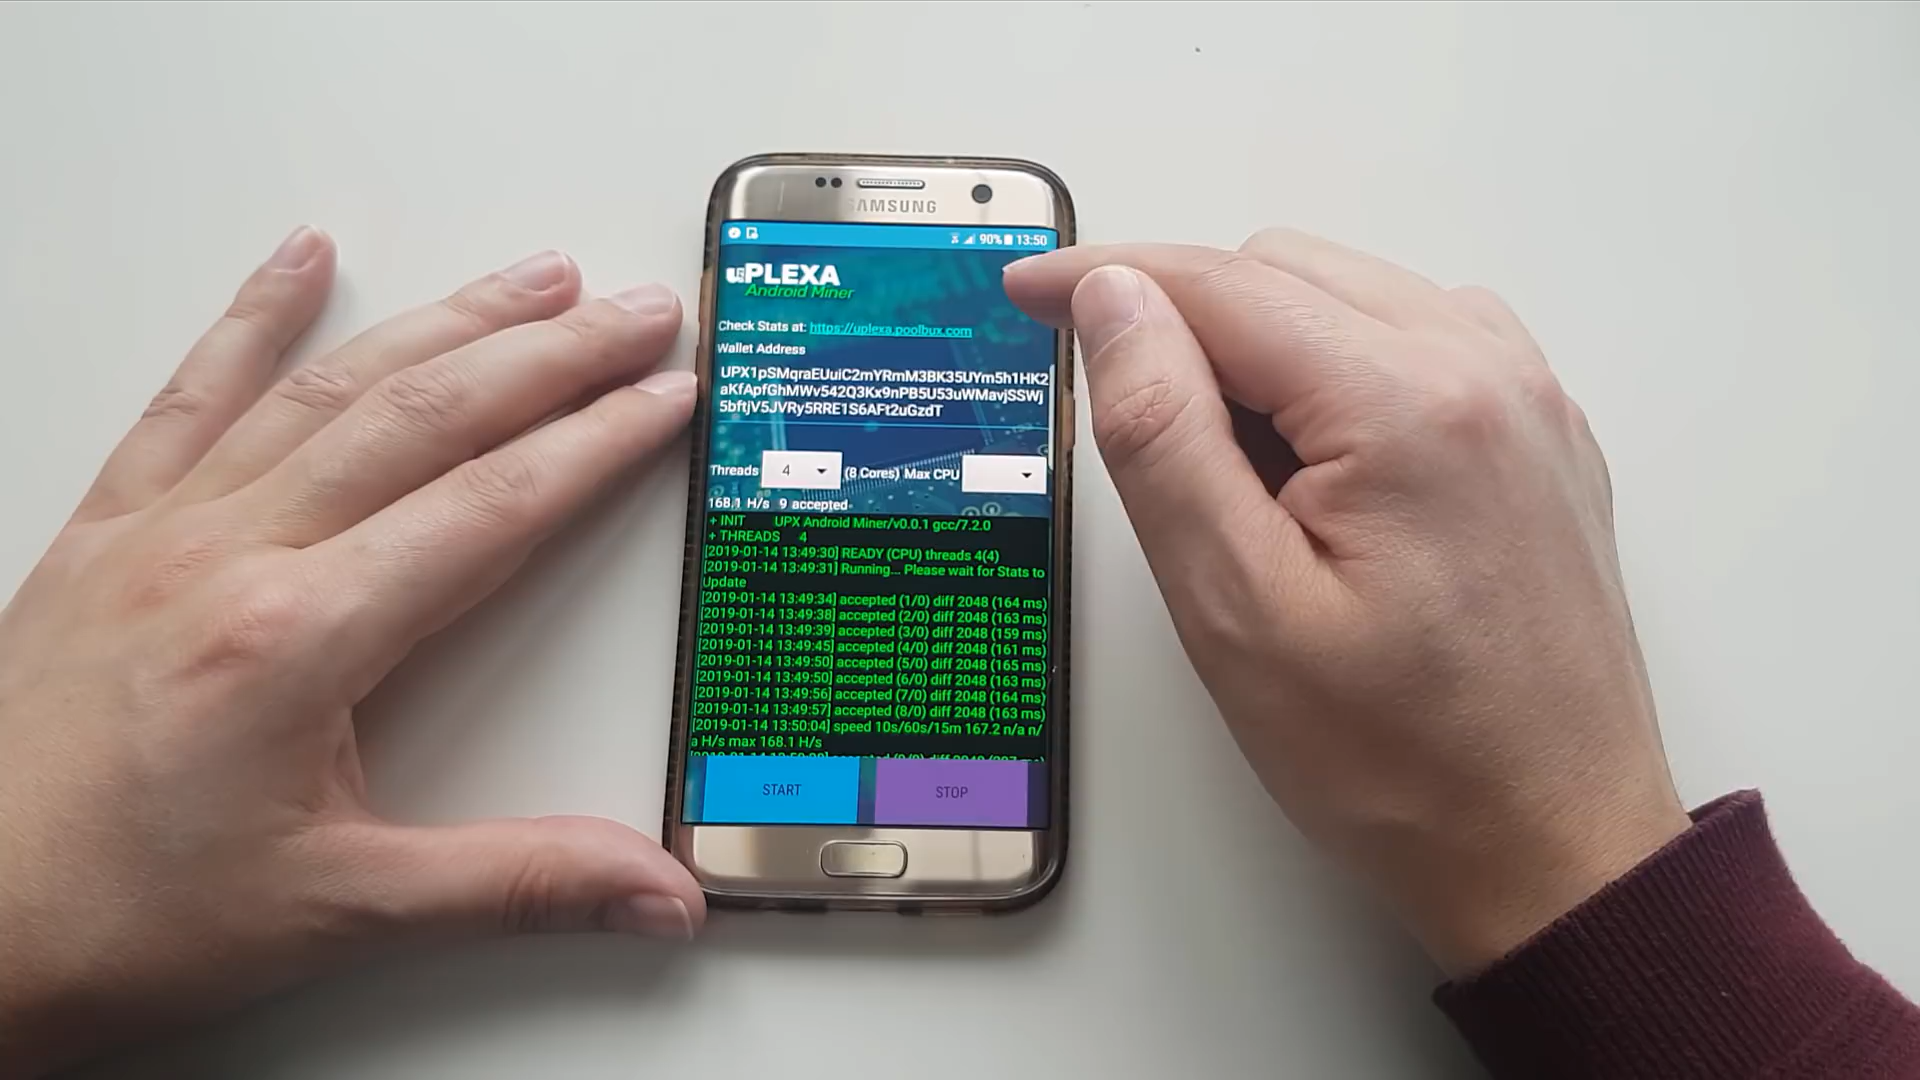 SAMSUNG
90% 13:50
uPLEXA
Android Miner
Check Stats at: https://uplexa.poolbux.com
Wallet Address
UPX1pSMqraEUuiC2mYRmM3BK35UYm5h1HK2
aKfApfGhMWv542Q3Kx9nPB5U53uWMavjSSWj
5bftjV5JVRy5RRE1S6AFt2uGzdT
Threads 4 (8 Cores) Max CPU
168.1 H/s 9 accepted
+ INIT UPX Android Miner/v0.0.1 gcc/7.2.0
+ THREADS 4
[2019-01-14 13:49:30] READY (CPU) threads 4(4)
[2019-01-14 13:49:31] Running... Please wait for Stats to
Update
[2019-01-14 13:49:34] accepted (1/0) diff 2048 (164 ms)
[2019-01-14 13:49:38] accepted (2/0) diff 2048 (163 ms)
[2019-01-14 13:49:39] accepted (3/0) diff 2048 (159 ms)
[2019-01-14 13:49:45] accepted (4/0) diff 2048 (161 ms)
[2019-01-14 13:49:50] accepted (5/0) diff 2048 (165 ms)
[2019-01-14 13:49:50] accepted (6/0) diff 2048 (163 ms)
[2019-01-14 13:49:56] accepted (7/0) diff 2048 (164 ms)
[2019-01-14 13:49:57] accepted (8/0) diff 2048 (163 ms)
[2019-01-14 13:50:04] speed 10s/60s/15m 167.2 n/a n/
a H/s max 168.1 H/s
START STOP